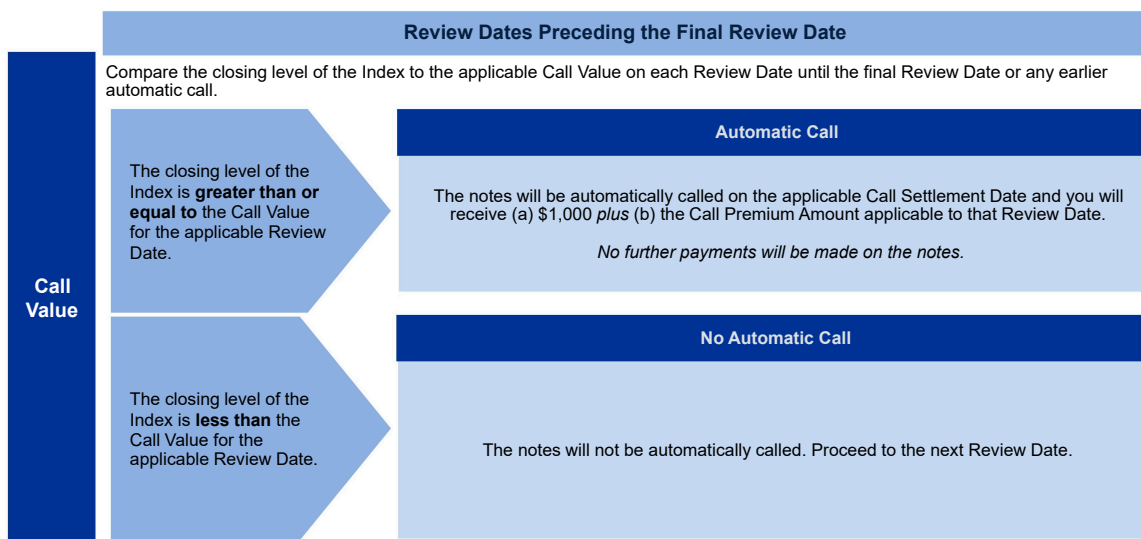 Review Dates Preceding the Final Review Date
Compare the closing level of the Index to the applicable Call Value on each Review Date until the final Review Date or any earlier
automatic call.
Call
Value
The closing level of the
Index is greater than or
equal to the Call Value
for the applicable Review
Date.
Automatic Call
The notes will be automatically called on the applicable Call Settlement Date and you will
receive (a) $1,000 plus (b) the Call Premium Amount applicable to that Review Date.
No further payments will be made on the notes.
The closing level of the
Index is less than the
Call Value for the
applicable Review Date.
No Automatic Call
The notes will not be automatically called. Proceed to the next Review Date.